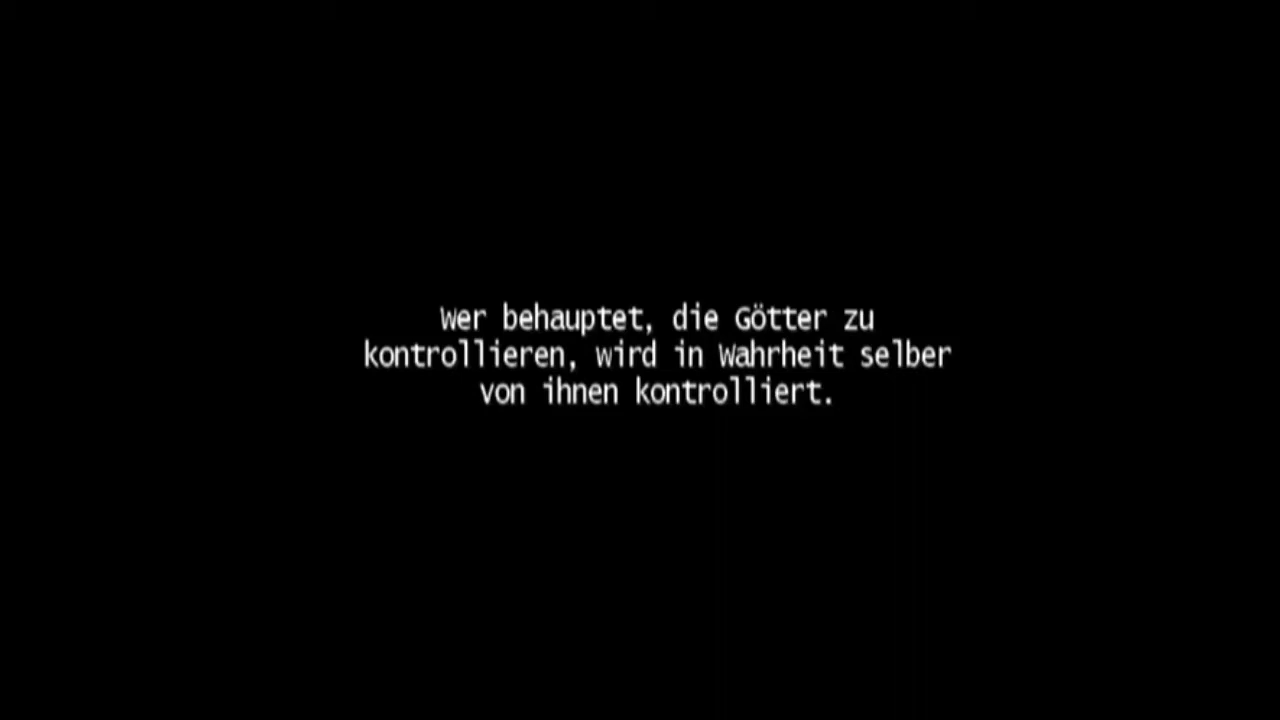 Wer behauptet, die Götter zu
kontrollieren, wird in Wahrheit selber
von ihnen kontrolliert.